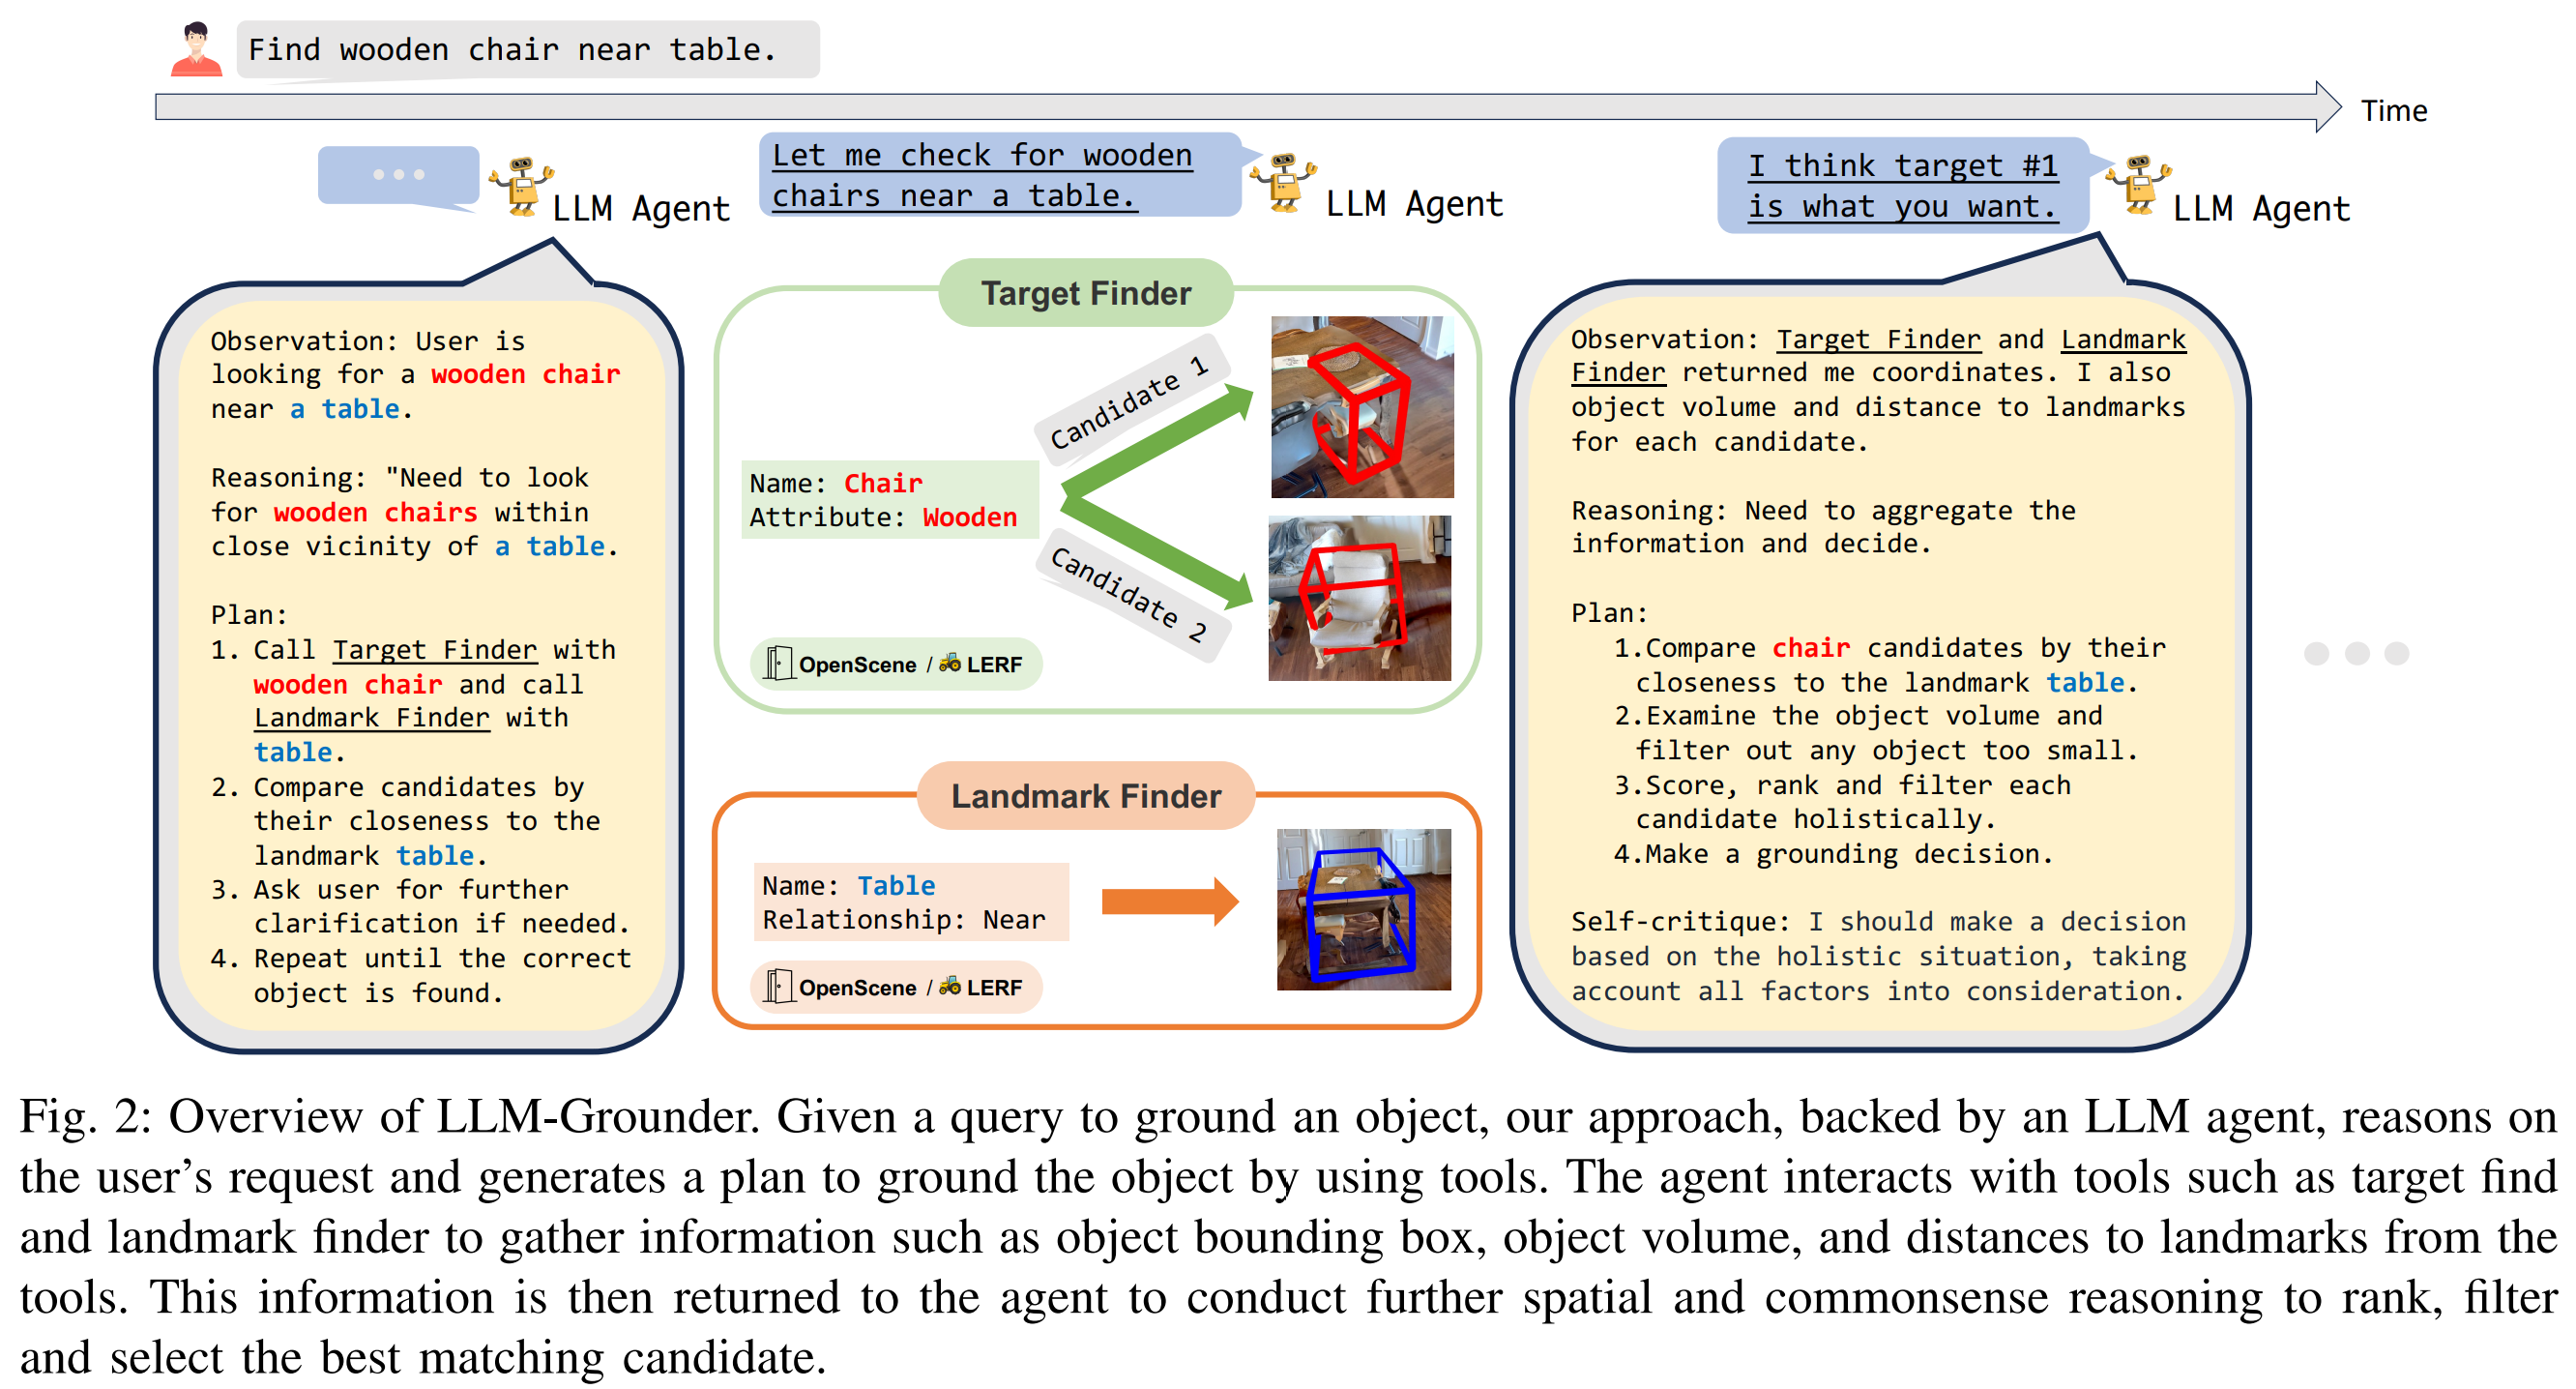 Find wooden chair near table.
Time
LLM Agent
Let me check for wooden
chairs near a table.
LLM Agent
I think target #1
is what you want.
LLM Agent
Observation: User is
looking for a wooden chair
near a table.
Reasoning: "Need to look
for wooden chairs within
close vicinity of a table.
Plan:
1. Call Target Finder with
wooden chair and call
Landmark Finder with
table.
2. Compare candidates by
their closeness to the
landmark table.
3. Ask user for further
clarification if needed.
4. Repeat until the correct
object is found.
Target Finder
Name: Chair
Attribute: Wooden
Candidate 1
Candidate 2
OpenScene / LERF
Landmark Finder
Name: Table
Relationship: Near
OpenScene / LERF
Observation: Target Finder and Landmark
Finder returned me coordinates. I also
object volume and distance to landmarks
for each candidate.
Reasoning: Need to aggregate the
information and decide.
Plan:
1.Compare chair candidates by their
closeness to the landmark table.
2.Examine the object volume and
filter out any object too small.
3.Score, rank and filter each
candidate holistically.
4.Make a grounding decision.
Self-critique: I should make a decision
based on the holistic situation, taking
account all factors into consideration.
Fig. 2: Overview of LLM-Grounder. Given a query to ground an object, our approach, backed by an LLM agent, reasons on
the user's request and generates a plan to ground the object by using tools. The agent interacts with tools such as target find
and landmark finder to gather information such as object bounding box, object volume, and distances to landmarks from the
tools. This information is then returned to the agent to conduct further spatial and commonsense reasoning to rank, filter
and select the best matching candidate.